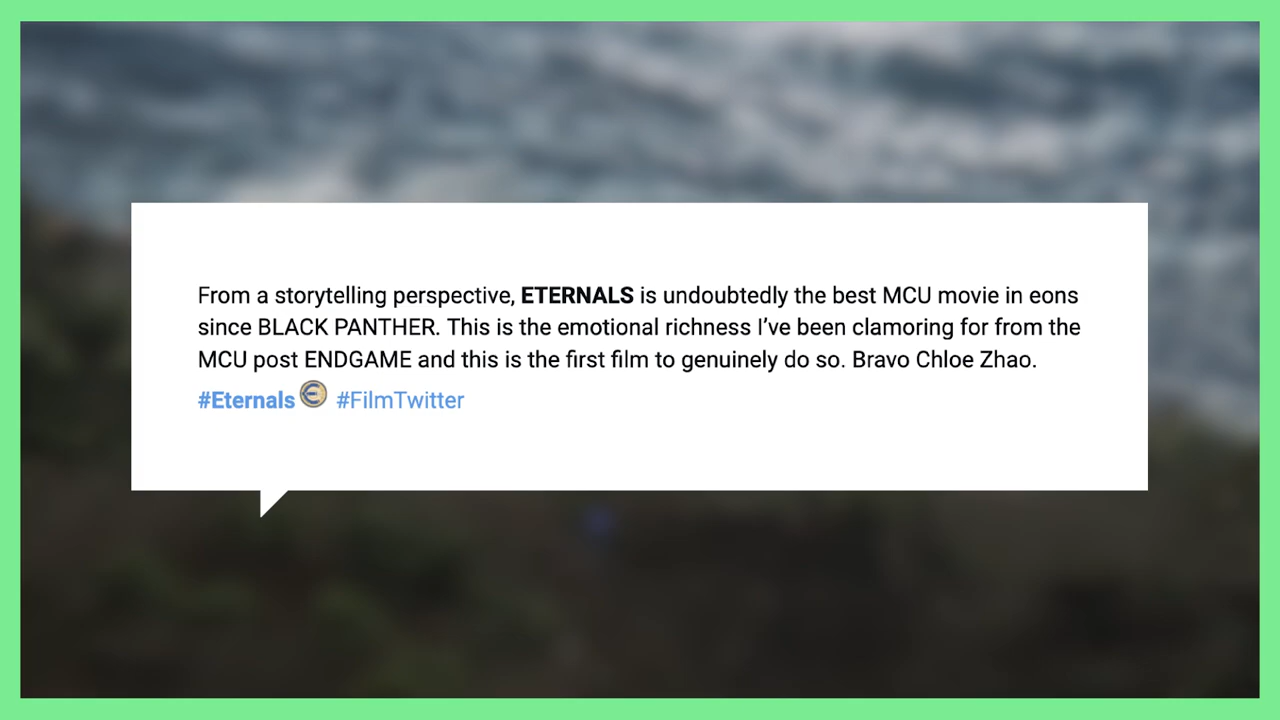 From a storytelling perspective, ETERNALS is undoubtedly the best MCU movie in eons
since BLACK PANTHER. This is the emotional richness I’ve been clamoring for from the
MCU post ENDGAME and this is the first film to genuinely do so. Bravo Chloe Zhao.
#Eternals #FilmTwitter